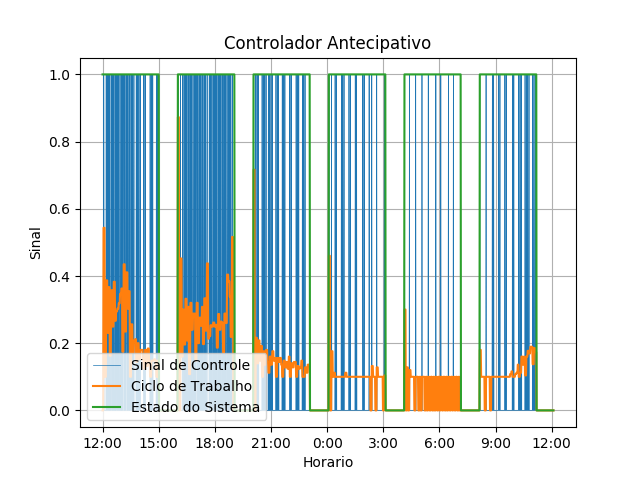 Controlador Antecipativo
Sinal
1.0
0.8
0.6
0.4
0.2
0.0
Sinal de Controle
Ciclo de Trabalho
Estado do Sistema
12:00 15:00 18:00 21:00 0:00 3:00 6:00 9:00 12:00
Horario